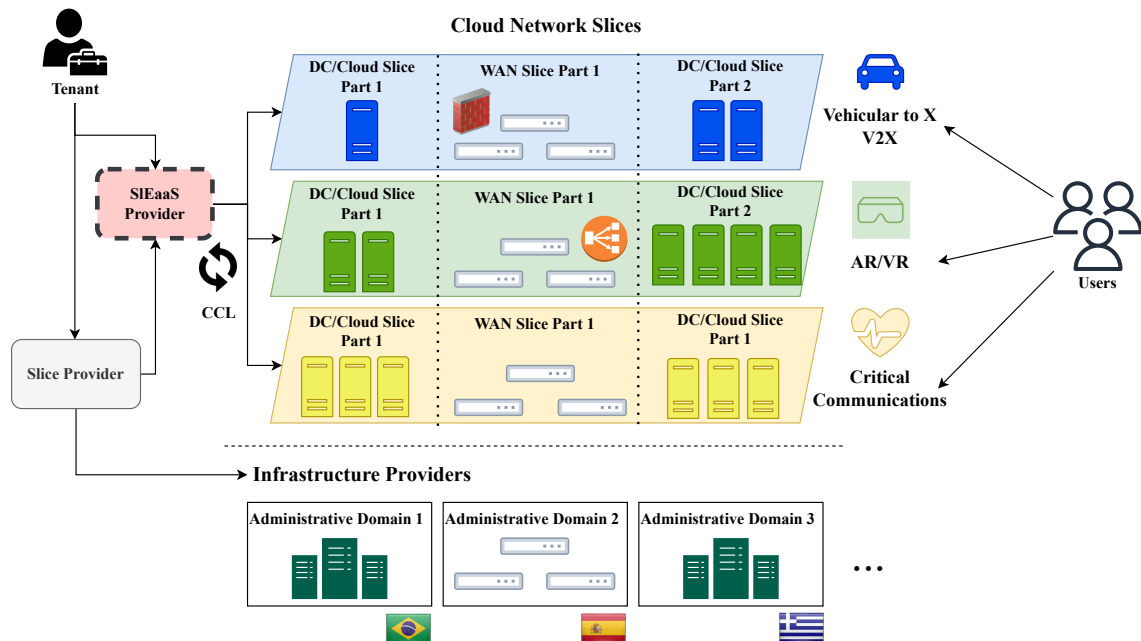 Cloud Network Slices
Tenant
DC/Cloud Slice
Part 1
WAN Slice Part 1
DC/Cloud Slice
Part 2
Vehicular to X
V2X
SlEaaS
Provider
DC/Cloud Slice
Part 1
WAN Slice Part 1
DC/Cloud Slice
Part 2
AR/VR
Users
CCL
DC/Cloud Slice
Part 1
WAN Slice Part 1
DC/Cloud Slice
Part 1
Critical
Communications
Slice Provider
Infrastructure Providers
Administrative Domain 1
Administrative Domain 2
Administrative Domain 3
...